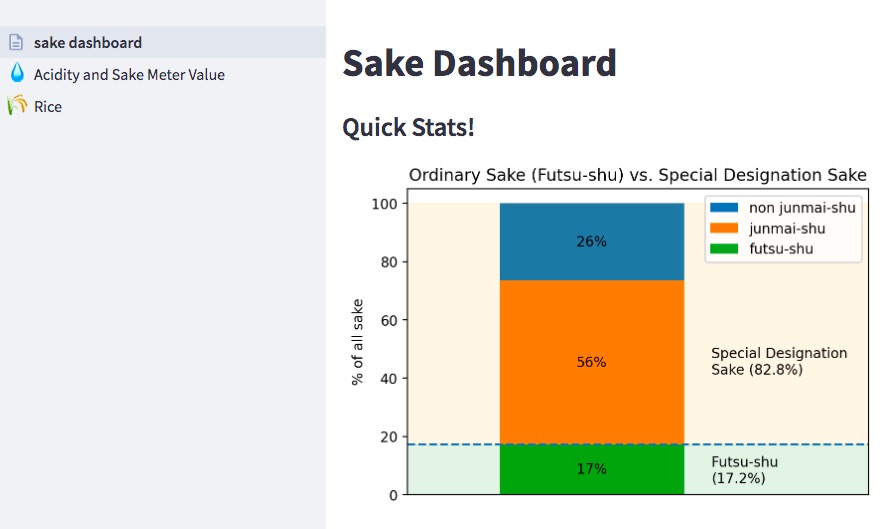 sake dashboard
Acidity and Sake Meter Value
Rice
Sake Dashboard
Quick Stats!
Ordinary Sake (Futsu-shu) vs. Special Designation Sake
% of all sake
100
80
60
40
20
0
26%
56%
17%
non junmai-shu
junmai-shu
futsu-shu
Special Designation
Sake (82.8%)
Futsu-shu
(17.2%)